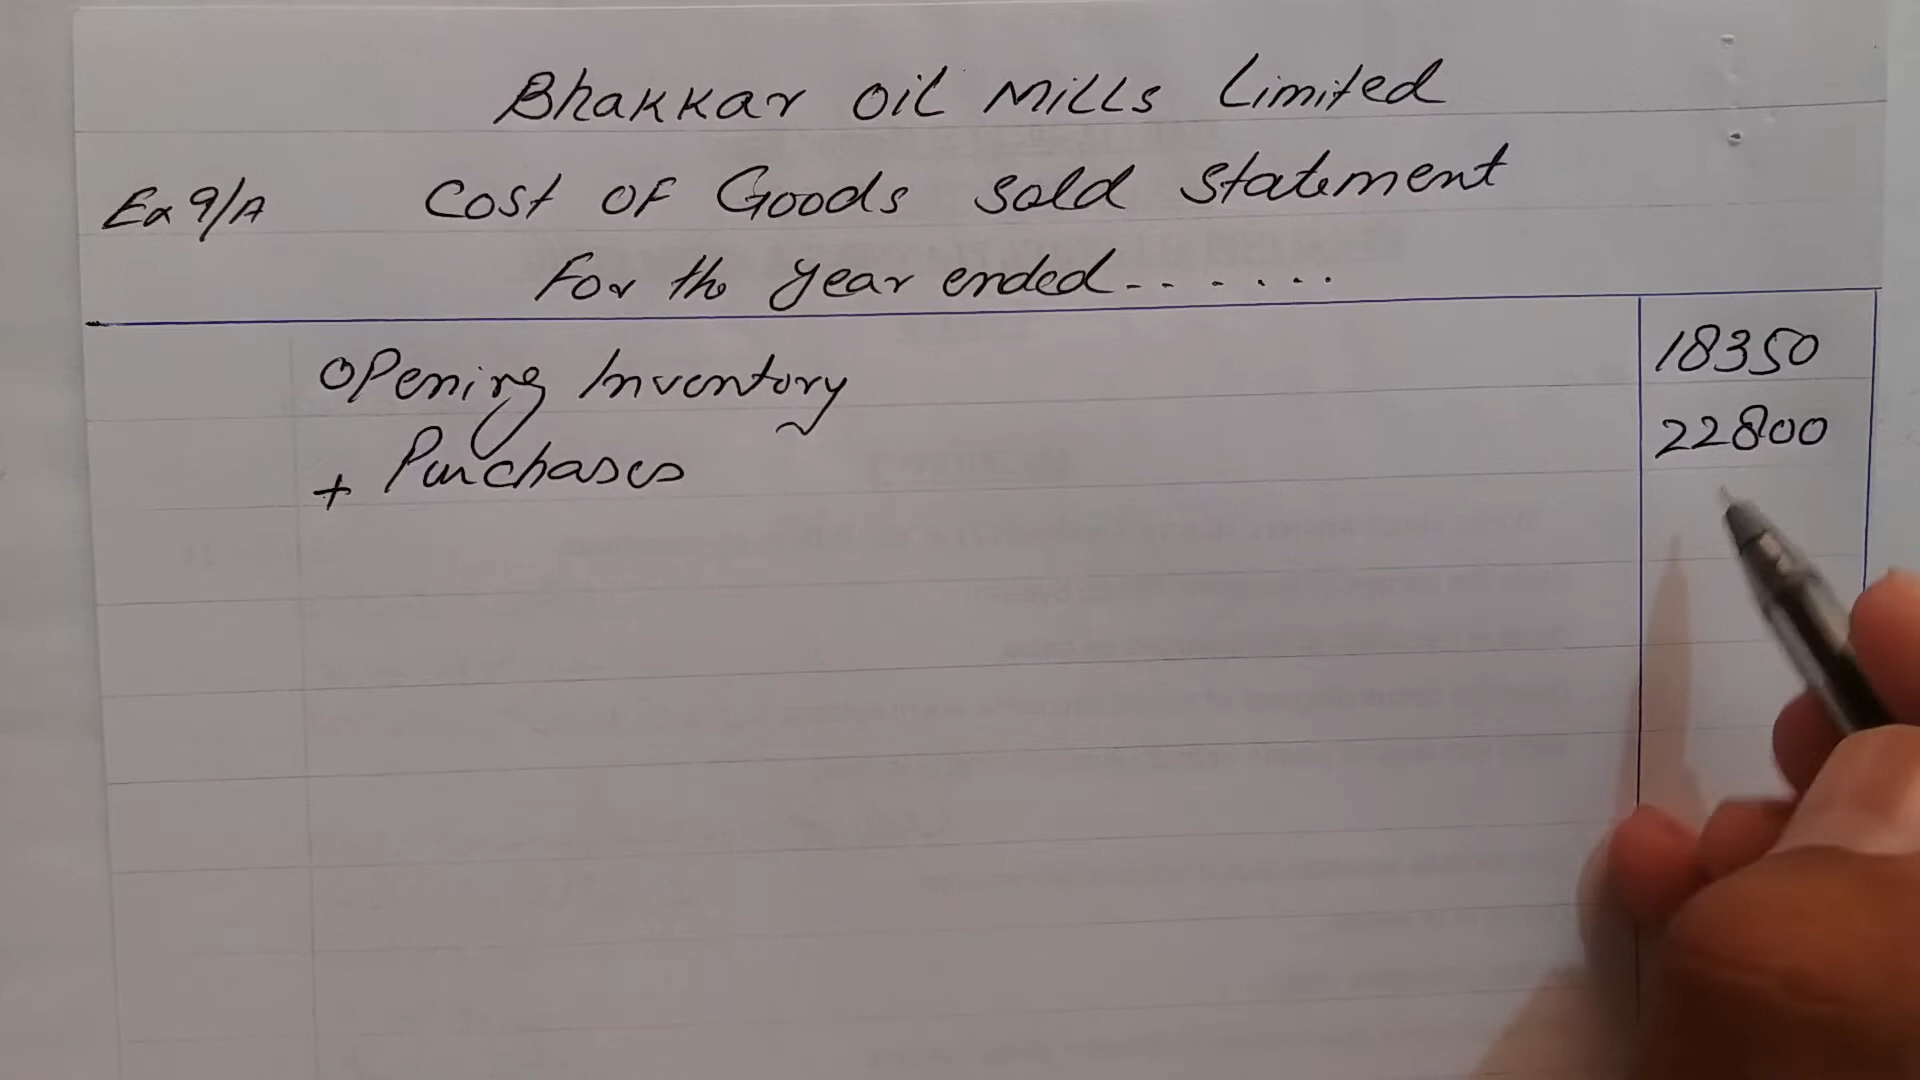 Bhakkar Oil Mills Limited
Ex 9/A Cost OF Goods Sold Statement
For the year ended.......
Opening Inventory 18350
+ Purchases 22800